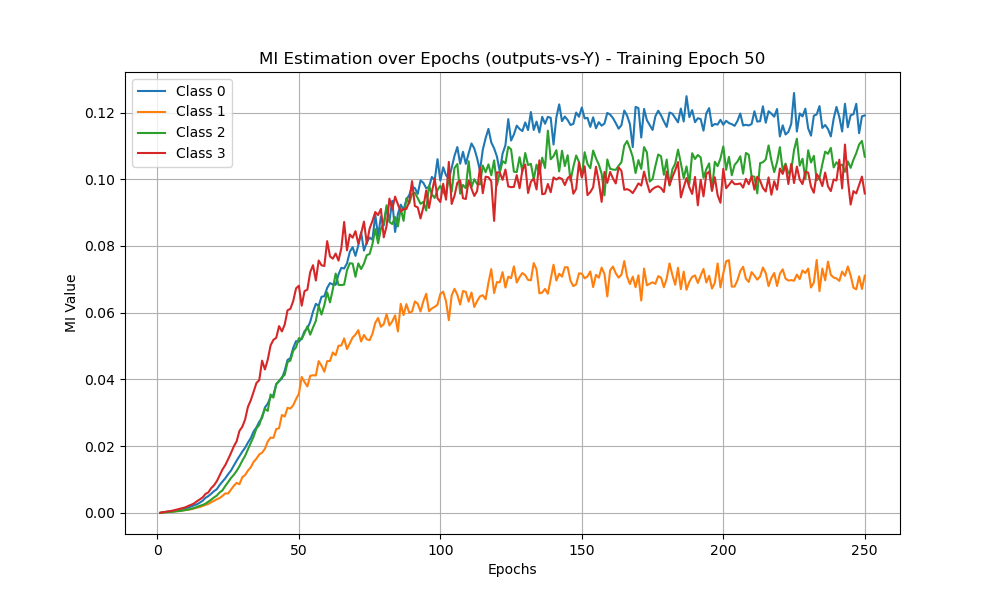 MI Estimation over Epochs (outputs-vs-Y) - Training Epoch 50
Class 0
Class 1
Class 2
Class 3
MI Value
0.12
0.10
0.08
0.06
0.04
0.02
0.00
0 50 100 150 200 250
Epochs